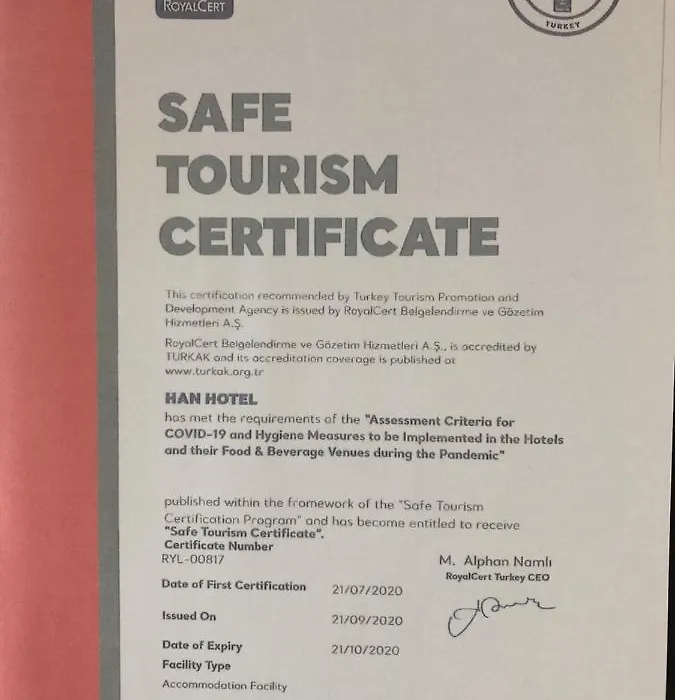 ROYALCERT
TURKEY
SAFE
TOURISM
CERTIFICATE
This certification recommended by Turkey Tourism Promotion and
Development Agency is issued by RoyalCert Belgelendirme ve Gözetim
Hizmetleri A.Ş.
RoyalCert Belgelendirme ve Gözetim Hizmetleri A.Ş., is accredited by
TURKAK and its accreditation coverage is published at
www.turkak.org.tr
HAN HOTEL
has met the requirements of the "Assessment Criteria for
COVID-19 and Hygiene Measures to be Implemented in the Hotels
and their Food & Beverage Venues during the Pandemic"
published within the framework of the "Safe Tourism
Certification Program" and has become entitled to receive
"Safe Tourism Certificate".
Certificate Number
RYL-00817
M. Alphan Namlı
RoyalCert Turkey CEO
Date of First Certification 21/07/2020
Issued On 21/09/2020
Date of Expiry 21/10/2020
Facility Type
Accommodation Facility